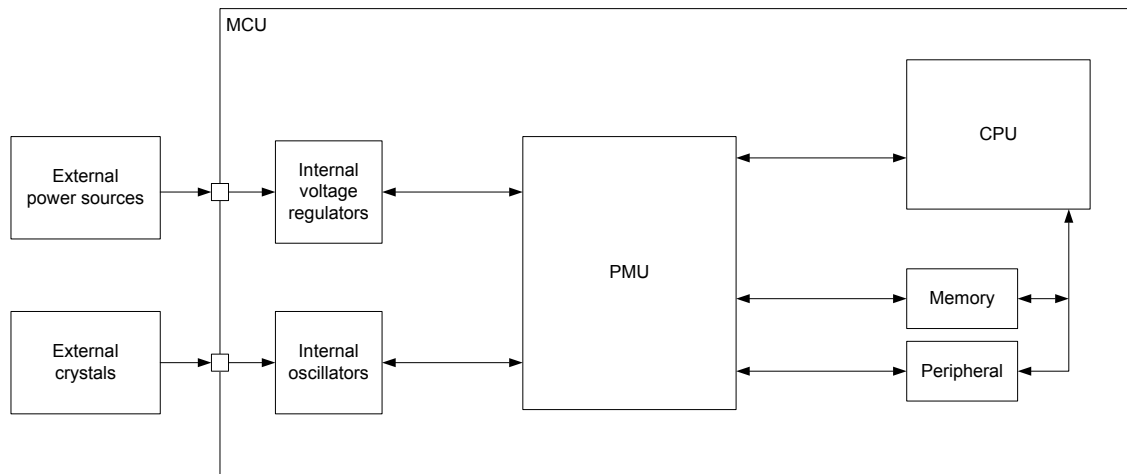 MCU
CPU
External
power sources
Internal
voltage
regulators
PMU
Memory
External
crystals
Internal
oscillators
Peripheral